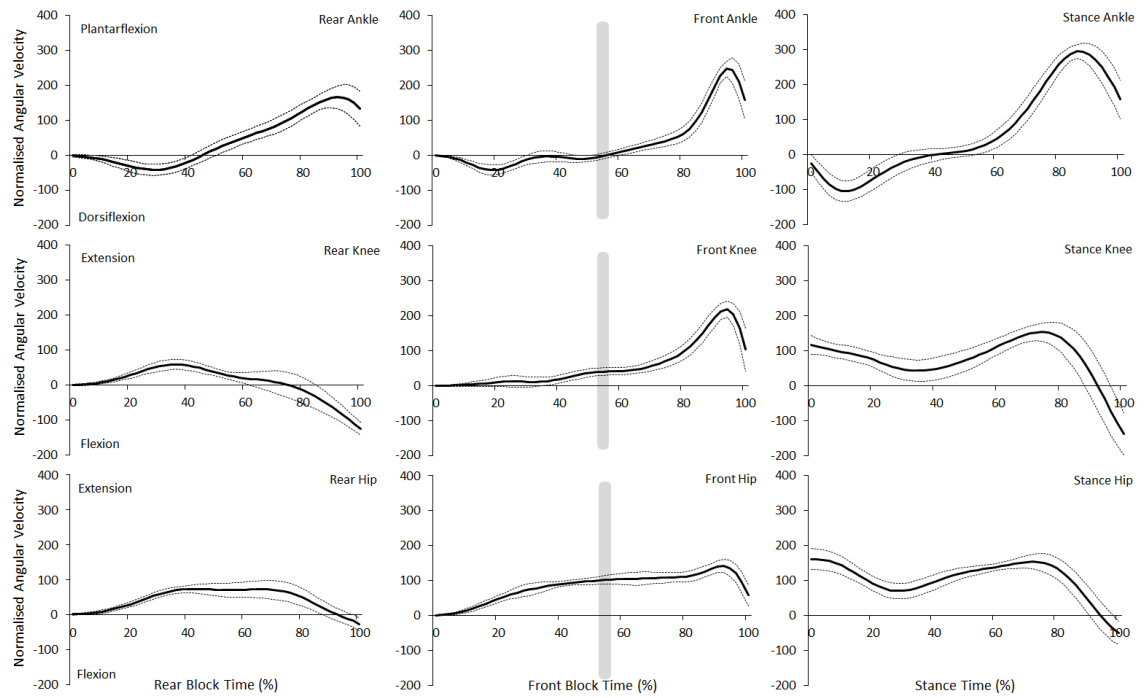 Normalised Angular Velocity
400
300
200
100
0
-100
-200
Plantarflexion
Rear Ankle
Dorsiflexion
0 20 40 60 80 100
400
300
200
100
0
-100
-200
Front Ankle
0 20 40 60 80 100
400
300
200
100
0
-100
-200
Stance Ankle
0 20 40 60 80 100
Normalised Angular Velocity
400
300
200
100
0
-100
-200
Extension
Rear Knee
Flexion
0 20 40 60 80 100
400
300
200
100
0
-100
-200
Front Knee
0 20 40 60 80 100
400
300
200
100
0
-100
-200
Stance Knee
0 20 40 60 80 100
Normalised Angular Velocity
400
300
200
100
0
-100
-200
Extension
Rear Hip
Flexion
0 20 40 60 80 100
Rear Block Time (%)
400
300
200
100
0
-100
-200
Front Hip
0 20 40 60 80 100
Front Block Time (%)
400
300
200
100
0
-100
-200
Stance Hip
0 20 40 60 80 100
Stance Time (%)